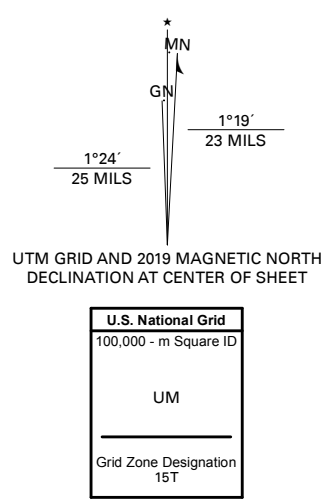 ★
MN
GN
1°19´
23 MILS
1°24´
25 MILS
UTM GRID AND 2019 MAGNETIC NORTH
DECLINATION AT CENTER OF SHEET
U.S. National Grid
100,000 - m Square ID
UM
Grid Zone Designation
15T